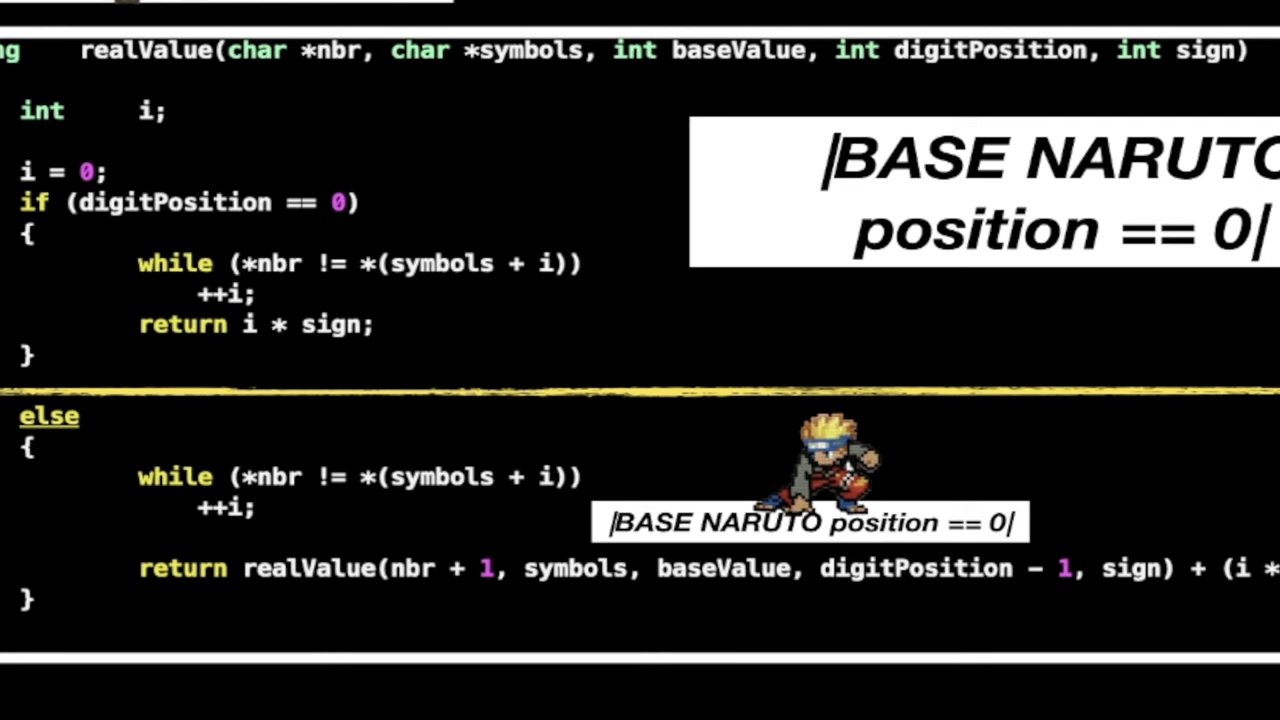 ng realValue(char *nbr, char *symbols, int baseValue, int digitPosition, int sign)
int i;
i = 0;
if (digitPosition == 0)
{
while (*nbr != *(symbols + i))
++i;
return i * sign;
}
|BASE NARUTO
position == 0|
else
{
while (*nbr != *(symbols + i))
++i;
|BASE NARUTO position == 0|
return realValue(nbr + 1, symbols, baseValue, digitPosition - 1, sign) + (i *
}